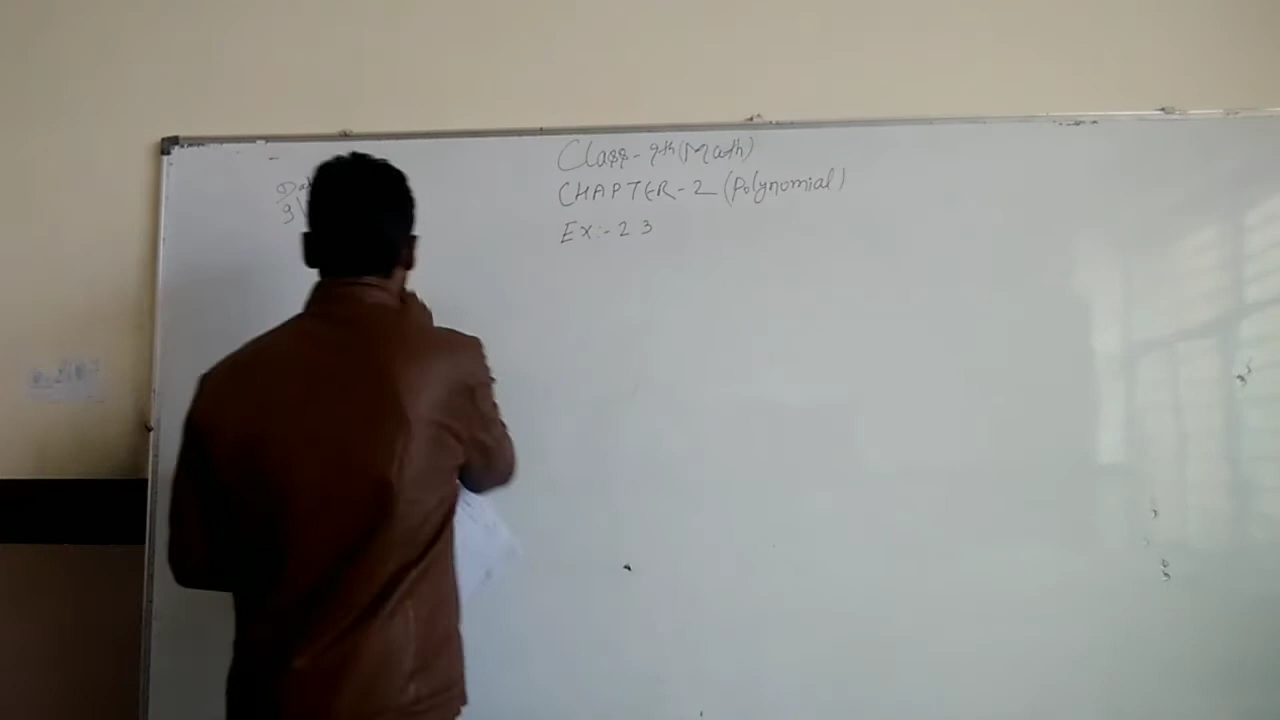 Class - 9th (Math)
CHAPTER - 2 (Polynomial)
Ex:- 2 3